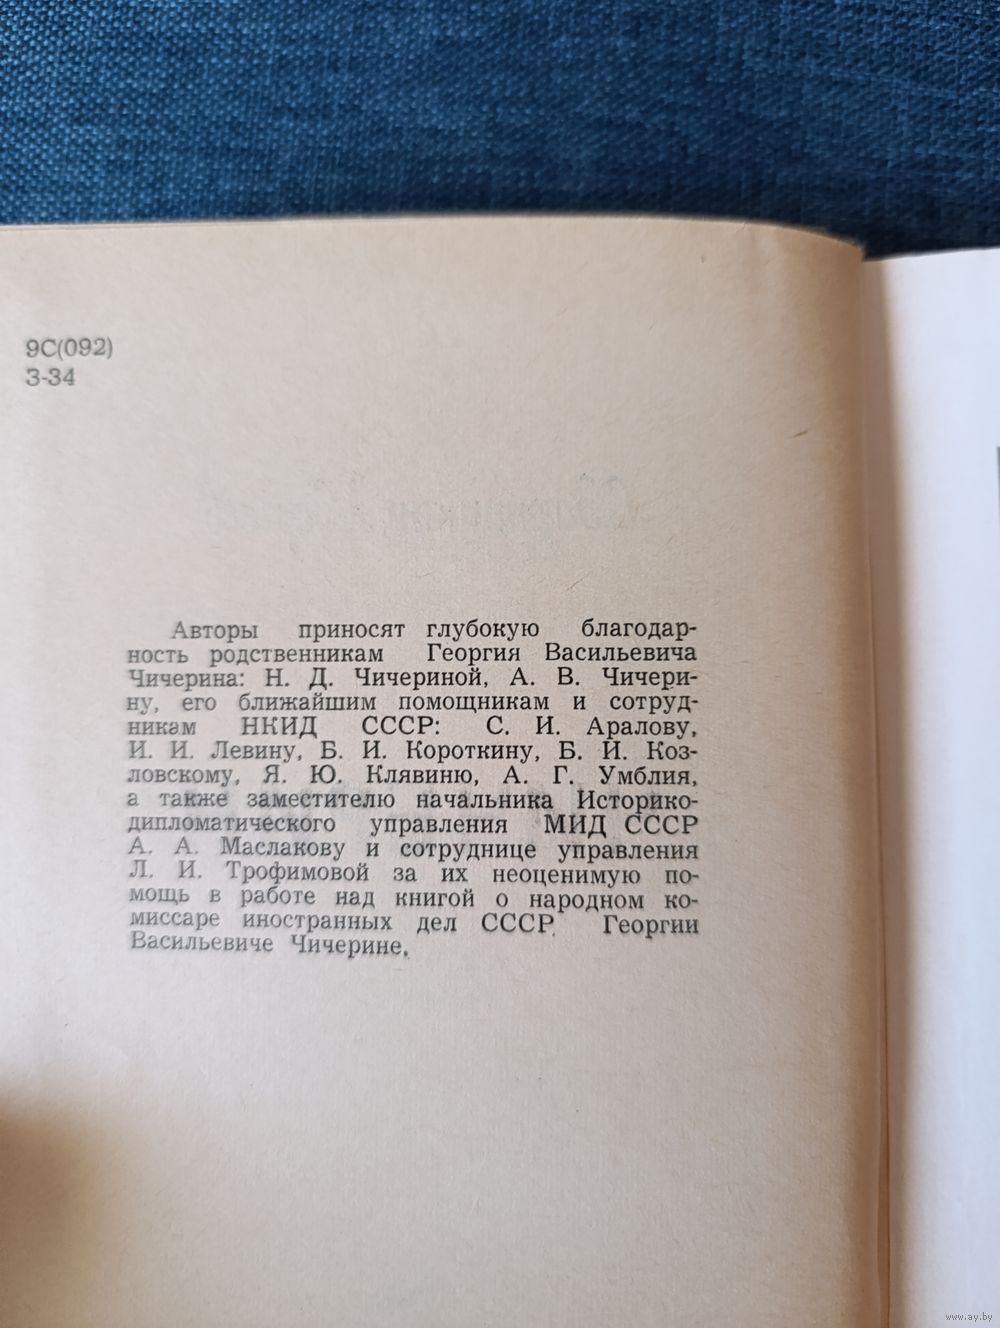 9С(092)
З-34
Авторы приносят глубокую благодар-
ность родственникам Георгия Васильевича
Чичерина: Н. Д. Чичериной, А. В. Чичери-
ну, его ближайшим помощникам и сотруд-
никам НКИД СССР: С. И. Аралову,
И. И. Левину, Б. И. Короткину, Б. И. Коз-
ловскому, Я. Ю. Клявиню, А. Г. Умблия,
а также заместителю начальника Историко-
дипломатического управления МИД СССР
А. А. Маслакову и сотруднице управления
Л. И. Трофимовой за их неоценимую по-
мощь в работе над книгой о народном ко-
миссаре иностранных дел СССР Георгии
Васильевиче Чичерине.
www.ay.by